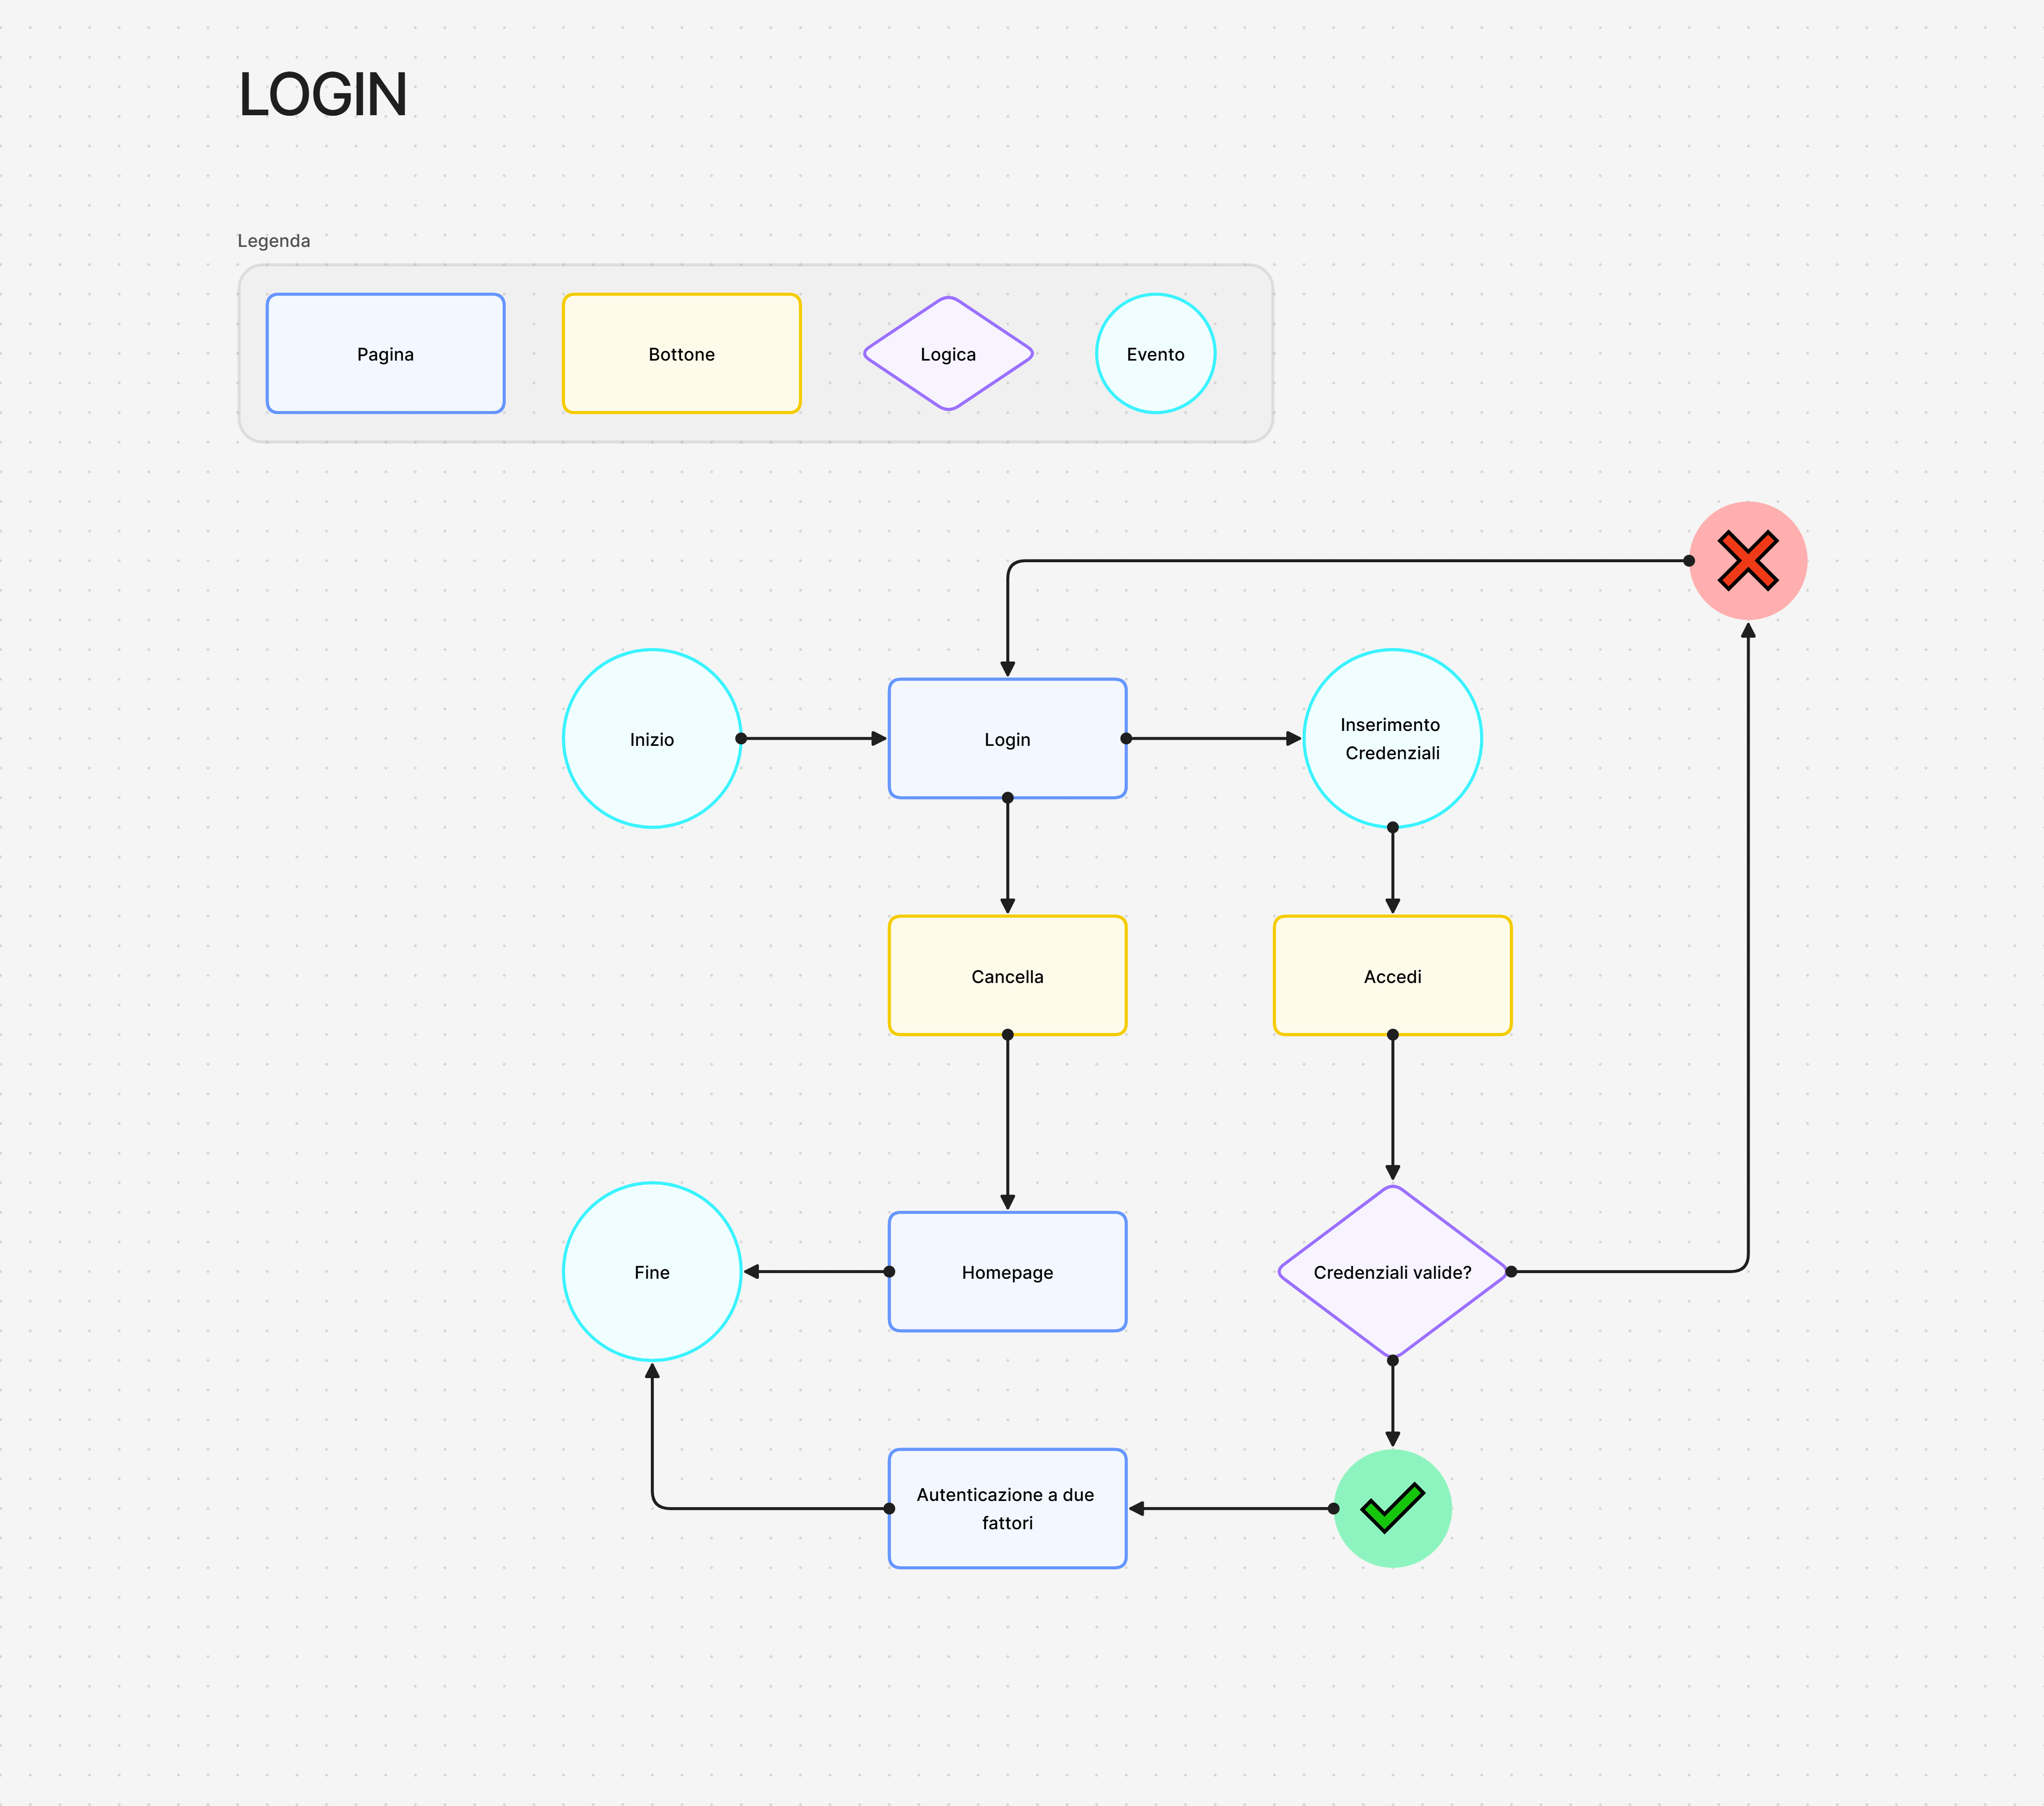 LOGIN
Legenda
Pagina
Bottone
Logica
Evento
Inizio
Login
Inserimento
Credenziali
Cancella
Accedi
Fine
Homepage
Credenziali valide?
Autenticazione a due
fattori